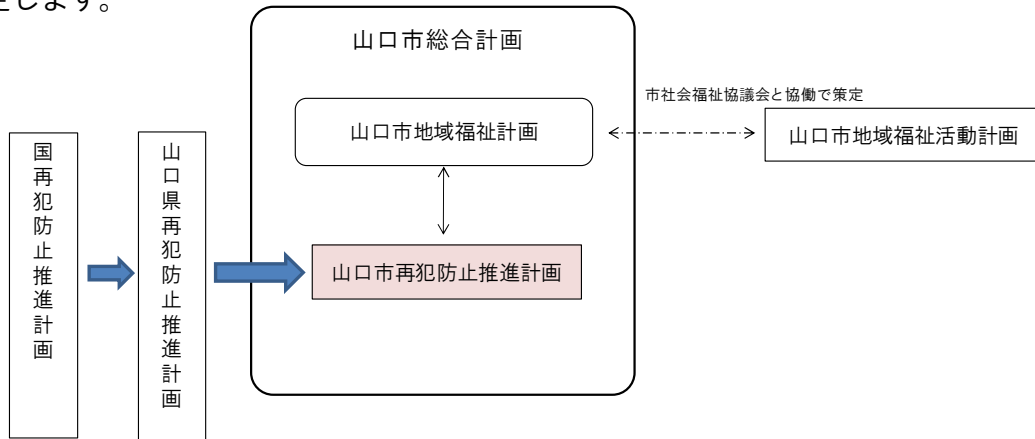 します。
山口市総合計画
市社会福祉協議会と協働で策定
山口市地域福祉計画
山口市地域福祉活動計画
国再犯防止推進計画
山口県再犯防止推進計画
山口市再犯防止推進計画